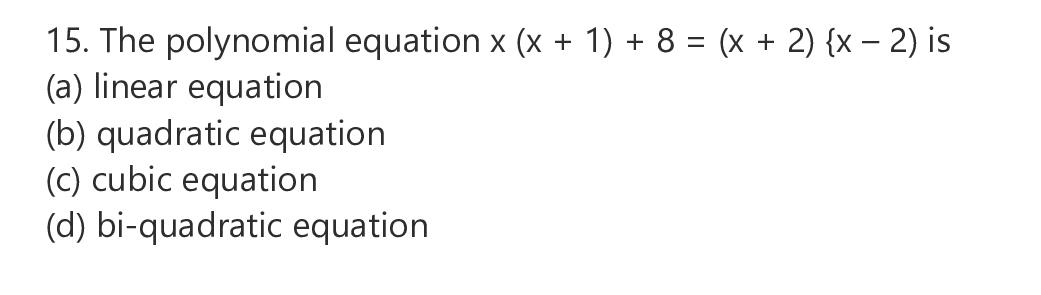 15. The polynomial equation x (x + 1) + 8 = (x + 2) {x – 2) is
(a) linear equation
(b) quadratic equation
(c) cubic equation
(d) bi-quadratic equation